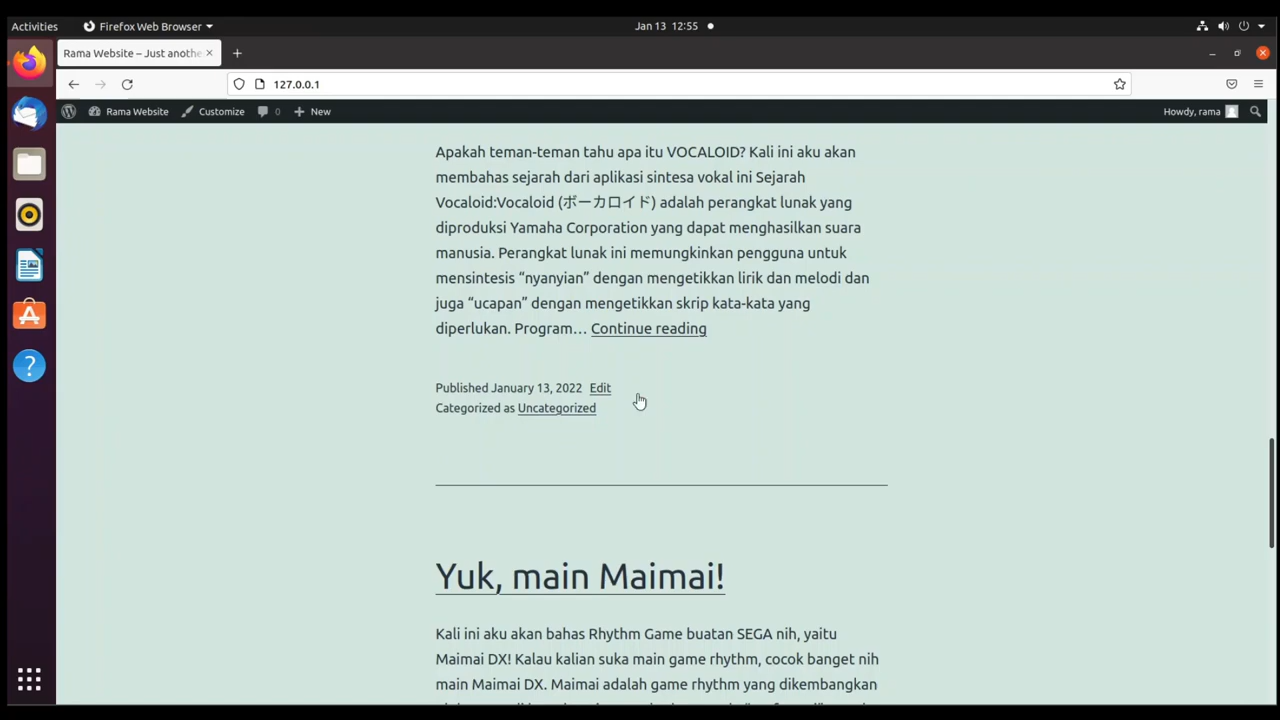 Activities
Firefox Web Browser
Jan 13 12:55
Rama Website – Just anothe
127.0.0.1
Rama Website
Customize
0
New
Howdy, rama
Apakah teman-teman tahu apa itu VOCALOID? Kali ini aku akan
membahas sejarah dari aplikasi sintesa vokal ini Sejarah
Vocaloid:Vocaloid (ボーカロイド) adalah perangkat lunak yang
diproduksi Yamaha Corporation yang dapat menghasilkan suara
manusia. Perangkat lunak ini memungkinkan pengguna untuk
mensintesis “nyanyian” dengan mengetikkan lirik dan melodi dan
juga “ucapan” dengan mengetikkan skrip kata-kata yang
diperlukan. Program… Continue reading
Published January 13, 2022 Edit
Categorized as Uncategorized
Yuk, main Maimai!
Kali ini aku akan bahas Rhythm Game buatan SEGA nih, yaitu
Maimai DX! Kalau kalian suka main game rhythm, cocok banget nih
main Maimai DX. Maimai adalah game rhythm yang dikembangkan